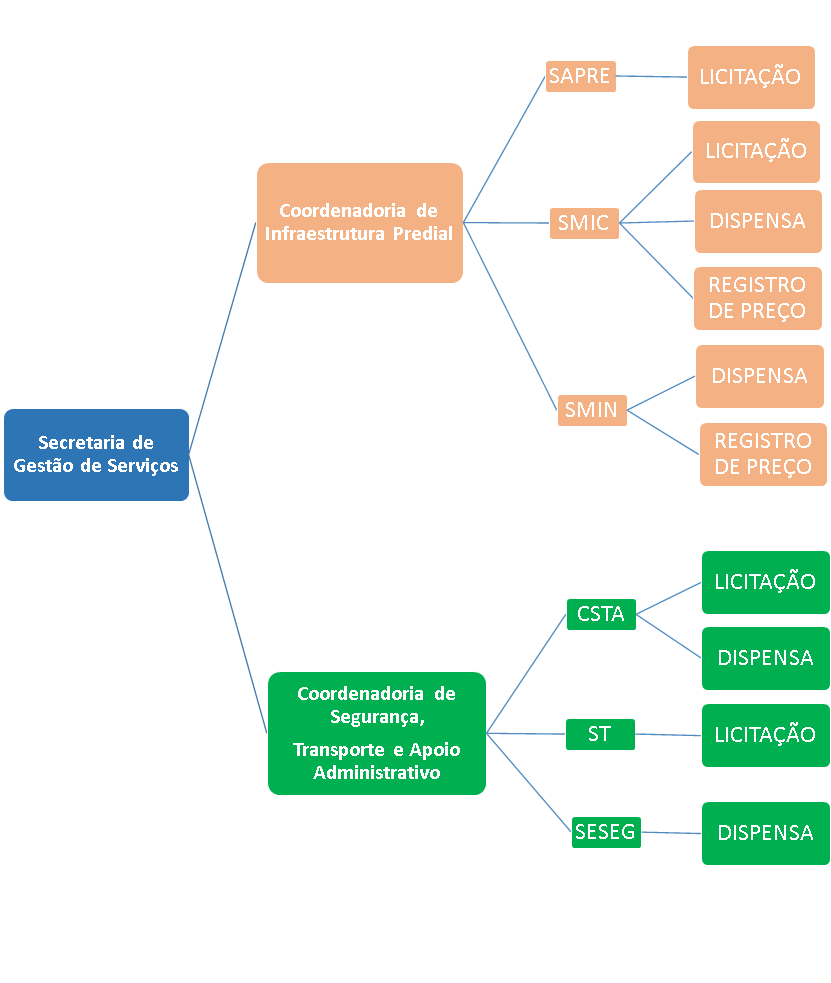 Secretaria de
Gestão de Serviços
Coordenadoria de
Infraestrutura Predial
SAPRE
LICITAÇÃO
SMIC
LICITAÇÃO
DISPENSA
REGISTRO
DE PREÇO
SMIN
DISPENSA
REGISTRO
DE PREÇO
Coordenadoria de
Segurança,
Transporte e Apoio
Administrativo
CSTA
LICITAÇÃO
DISPENSA
ST
LICITAÇÃO
SESEG
DISPENSA